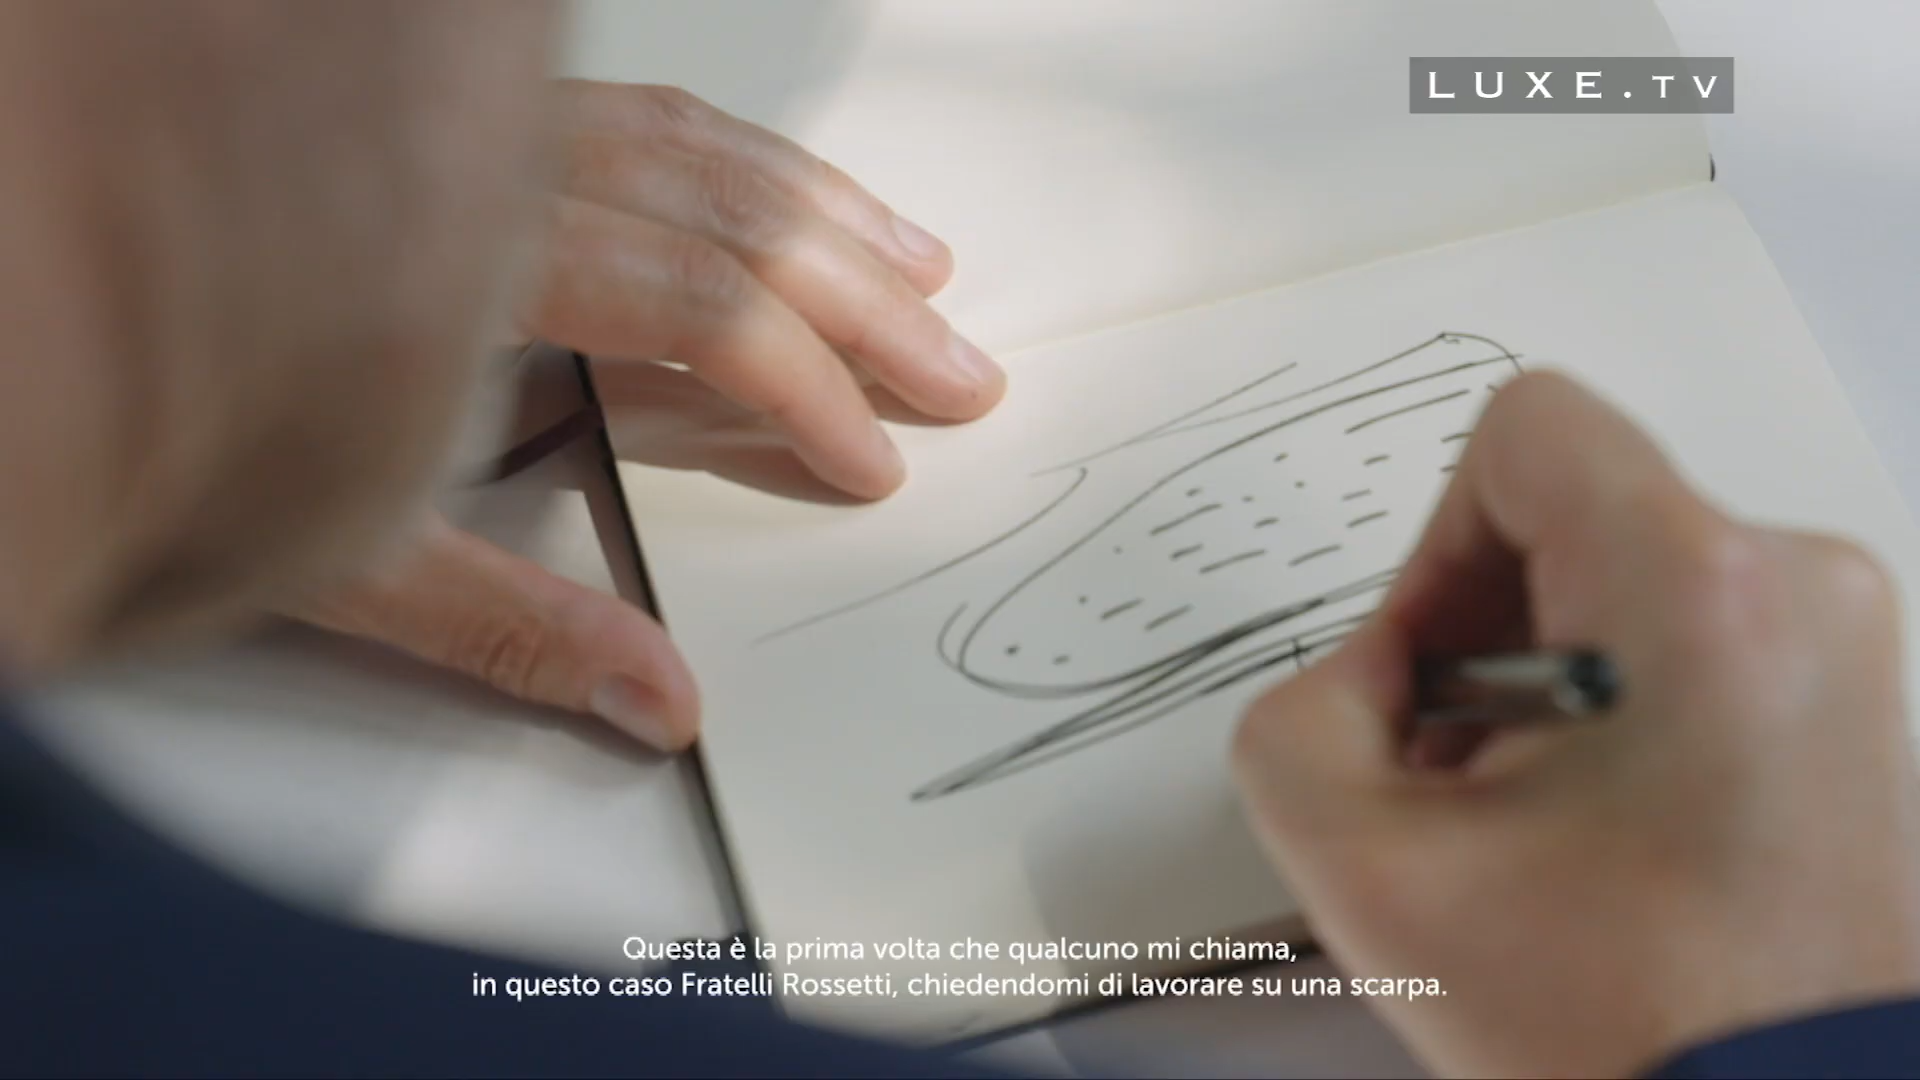 LUXE.TV
Questa è la prima volta che qualcuno mi chiama,
in questo caso Fratelli Rossetti, chiedendomi di lavorare su una scarpa.